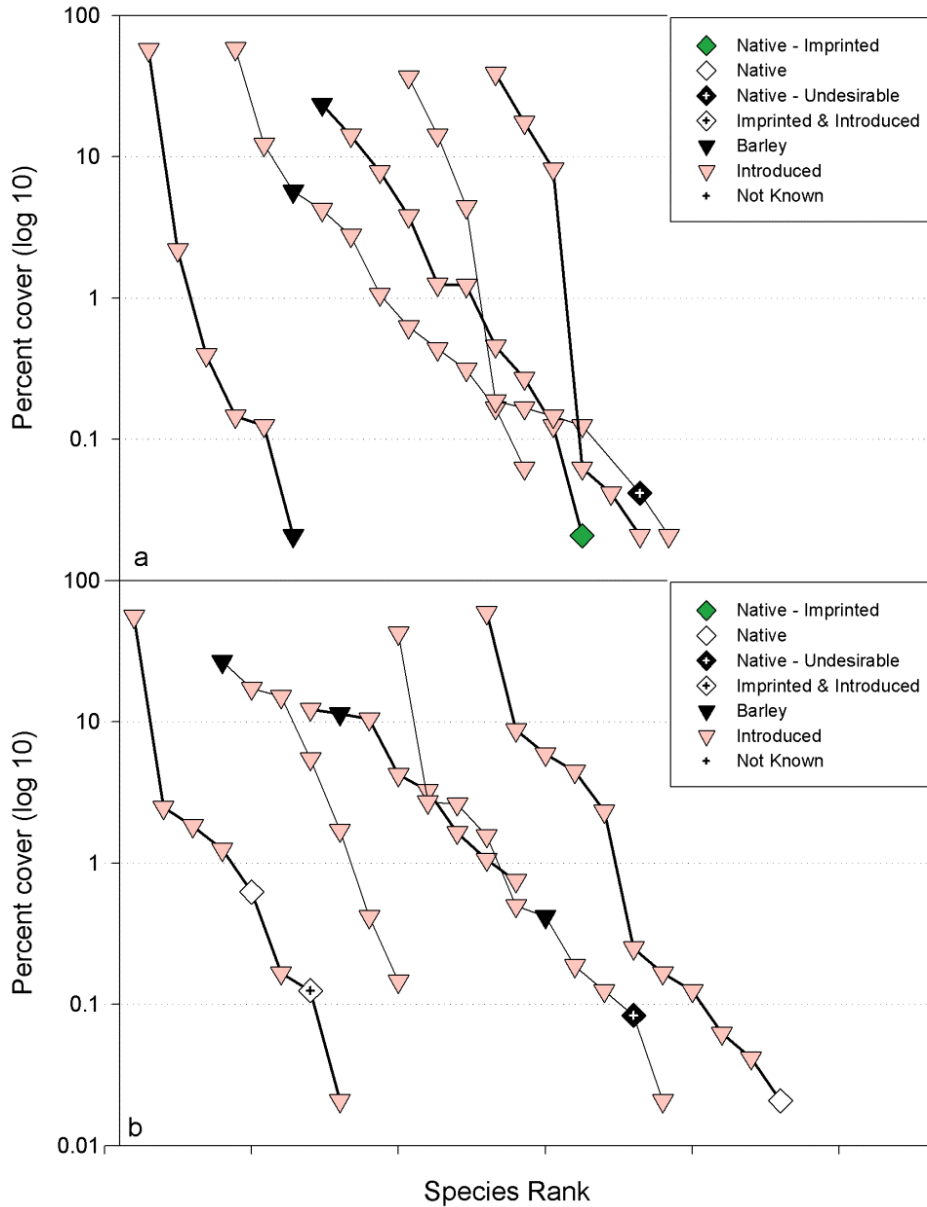 100
10
1
0.1
Percent cover (log 10)
a
Native - Imprinted
Native
Native - Undesirable
Imprinted & Introduced
Barley
Introduced
Not Known
100
10
1
0.1
0.01
Percent cover (log 10)
b
Native - Imprinted
Native
Native - Undesirable
Imprinted & Introduced
Barley
Introduced
Not Known
Species Rank